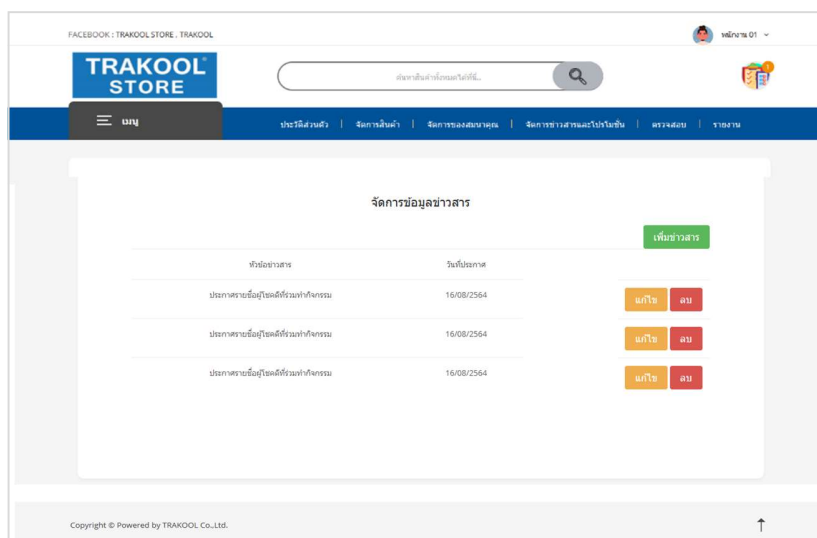 FACEBOOK : TRAKOOL STORE , TRAKOOL
พนักงาน 01
TRAKOOL
STORE
ค้นหาสินค้าทั้งหมดได้ที่นี่...
1
เมนู
ประวัติส่วนตัว | จัดการสินค้า | จัดการของสมนาคุณ | จัดการข่าวสารและโปรโมชั่น | ตรวจสอบ | รายงาน
จัดการข้อมูลข่าวสาร
เพิ่มข่าวสาร
หัวข้อข่าวสาร วันที่ประกาศ
ประกาศรายชื่อผู้โชคดีที่ร่วมทำกิจกรรม 16/08/2564 แก้ไข ลบ
ประกาศรายชื่อผู้โชคดีที่ร่วมทำกิจกรรม 16/08/2564 แก้ไข ลบ
ประกาศรายชื่อผู้โชคดีที่ร่วมทำกิจกรรม 16/08/2564 แก้ไข ลบ
Copyright © Powered by TRAKOOL Co.,Ltd.